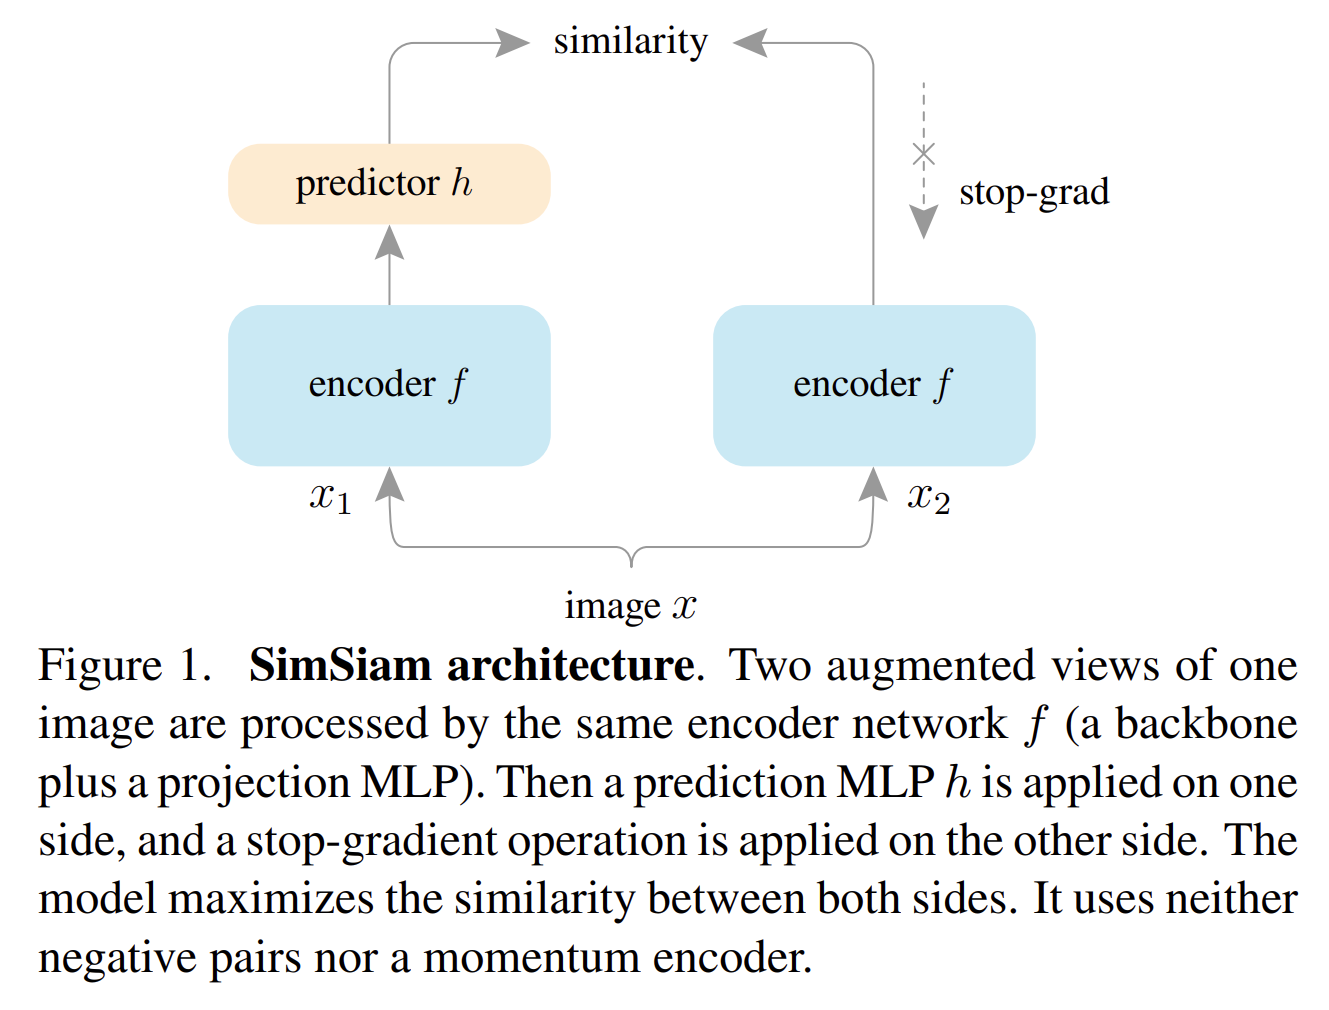 similarity
predictor h
stop-grad
encoder f
encoder f
x₁
x₂
image x
Figure 1. SimSiam architecture. Two augmented views of one
image are processed by the same encoder network f (a backbone
plus a projection MLP). Then a prediction MLP h is applied on one
side, and a stop-gradient operation is applied on the other side. The
model maximizes the similarity between both sides. It uses neither
negative pairs nor a momentum encoder.